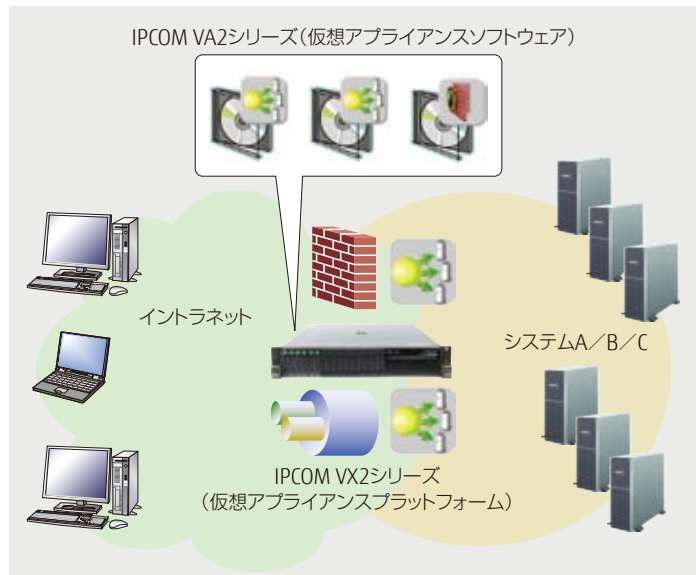 IPCOM VA2シリーズ（仮想アプライアンスソフトウェア）
イントラネット
システムA／B／C
IPCOM VX2シリーズ
（仮想アプライアンスプラットフォーム）